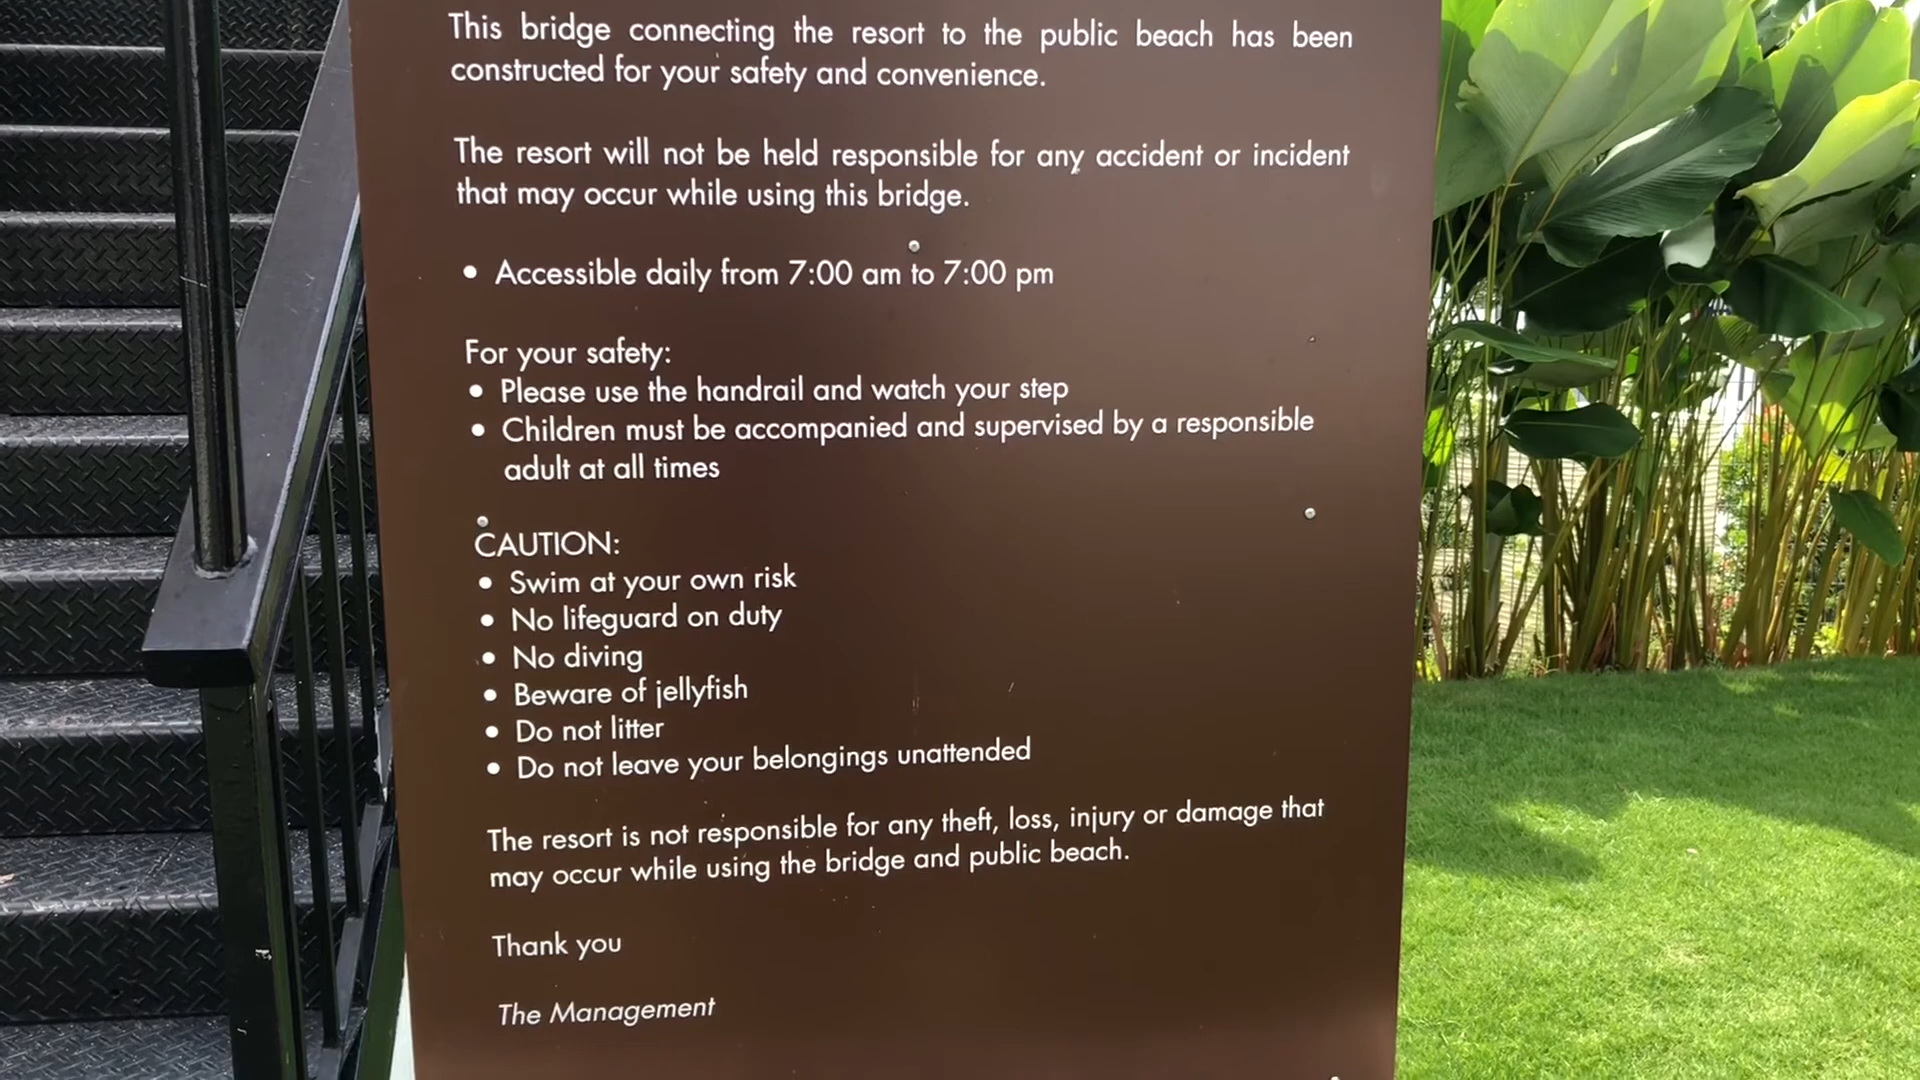 This bridge connecting the resort to the public beach has been
constructed for your safety and convenience.
The resort will not be held responsible for any accident or incident
that may occur while using this bridge.
• Accessible daily from 7:00 am to 7:00 pm
For your safety:
• Please use the handrail and watch your step
• Children must be accompanied and supervised by a responsible
adult at all times
CAUTION:
• Swim at your own risk
• No lifeguard on duty
• No diving
• Beware of jellyfish
• Do not litter
• Do not leave your belongings unattended
The resort is not responsible for any theft, loss, injury or damage that
may occur while using the bridge and public beach.
Thank you
The Management